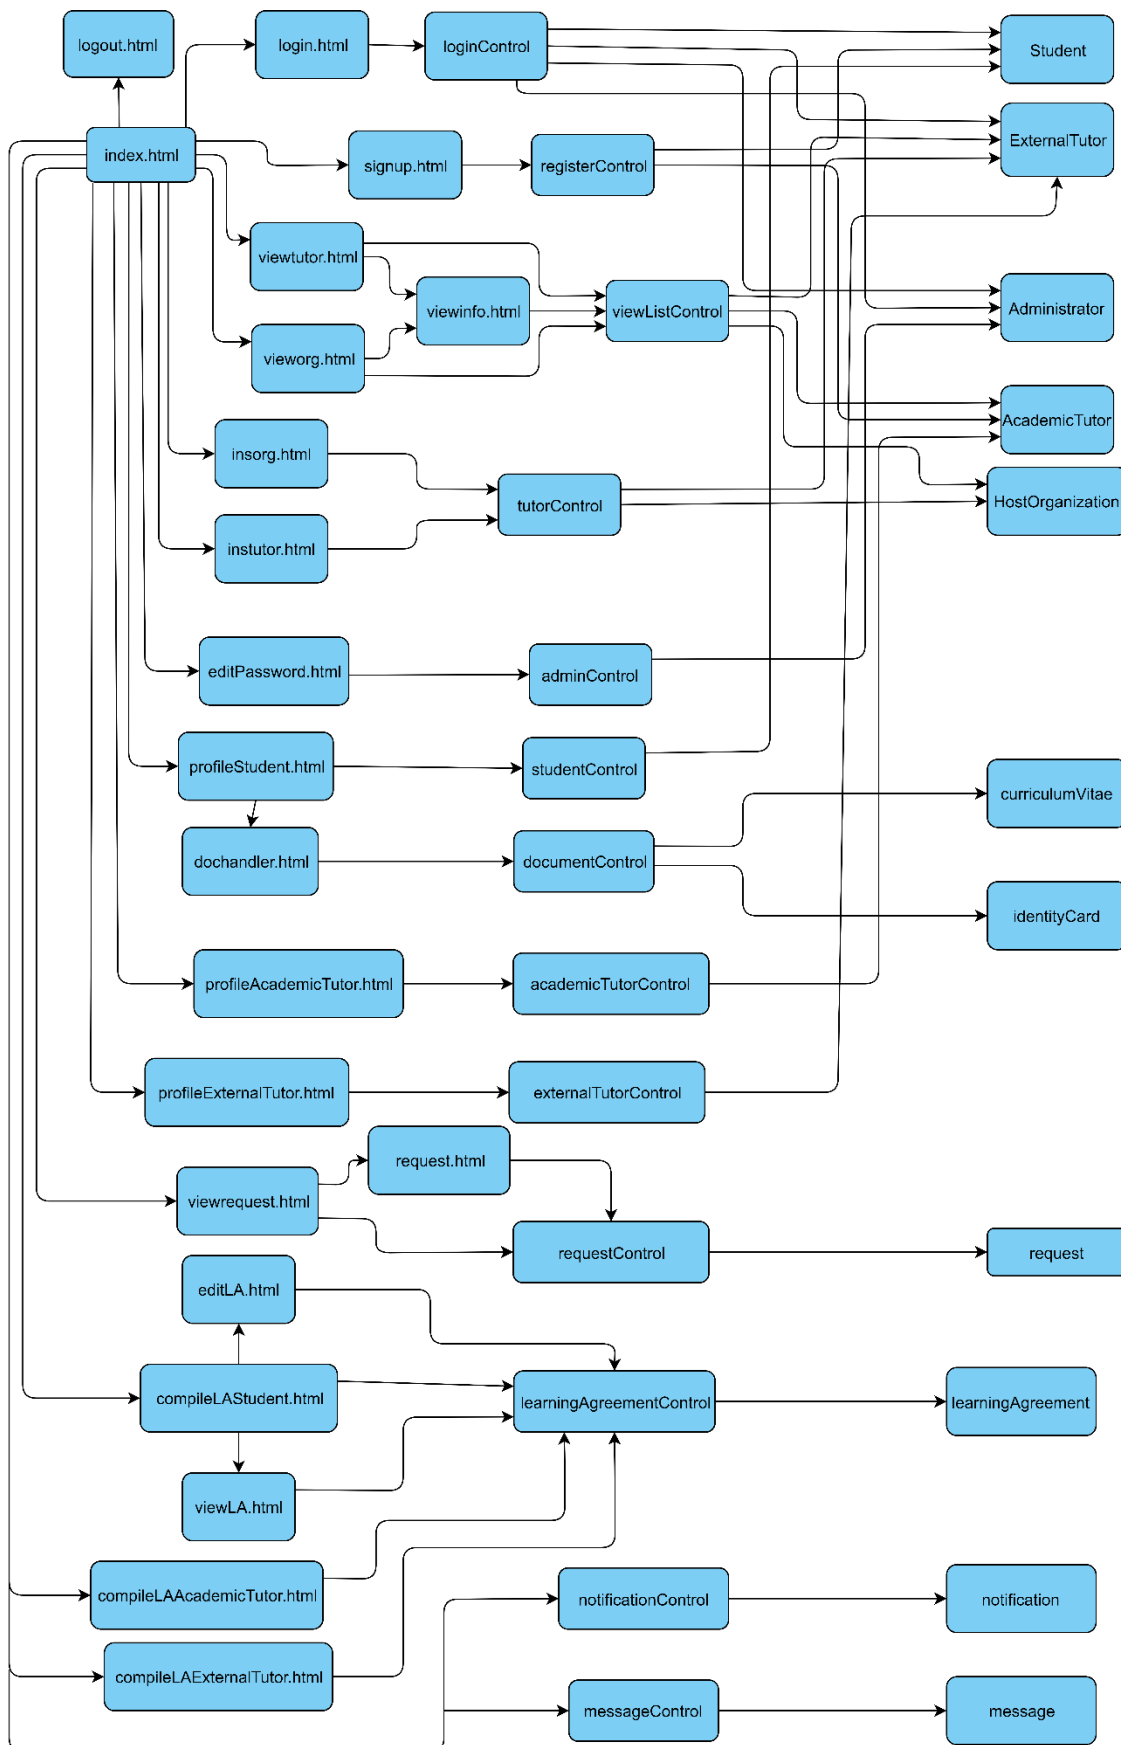 logout.html
login.html
loginControl
Student
index.html
signup.html
registerControl
ExternalTutor
viewtutor.html
viewinfo.html
viewListControl
Administrator
vieworg.html
AcademicTutor
insorg.html
tutorControl
HostOrganization
instutor.html
editPassword.html
adminControl
profileStudent.html
studentControl
curriculumVitae
dochandler.html
documentControl
identityCard
profileAcademicTutor.html
academicTutorControl
profileExternalTutor.html
externalTutorControl
request.html
viewrequest.html
requestControl
request
editLA.html
compileLAStudent.html
learningAgreementControl
learningAgreement
viewLA.html
compileLAAcademicTutor.html
notificationControl
notification
compileLAExternalTutor.html
messageControl
message